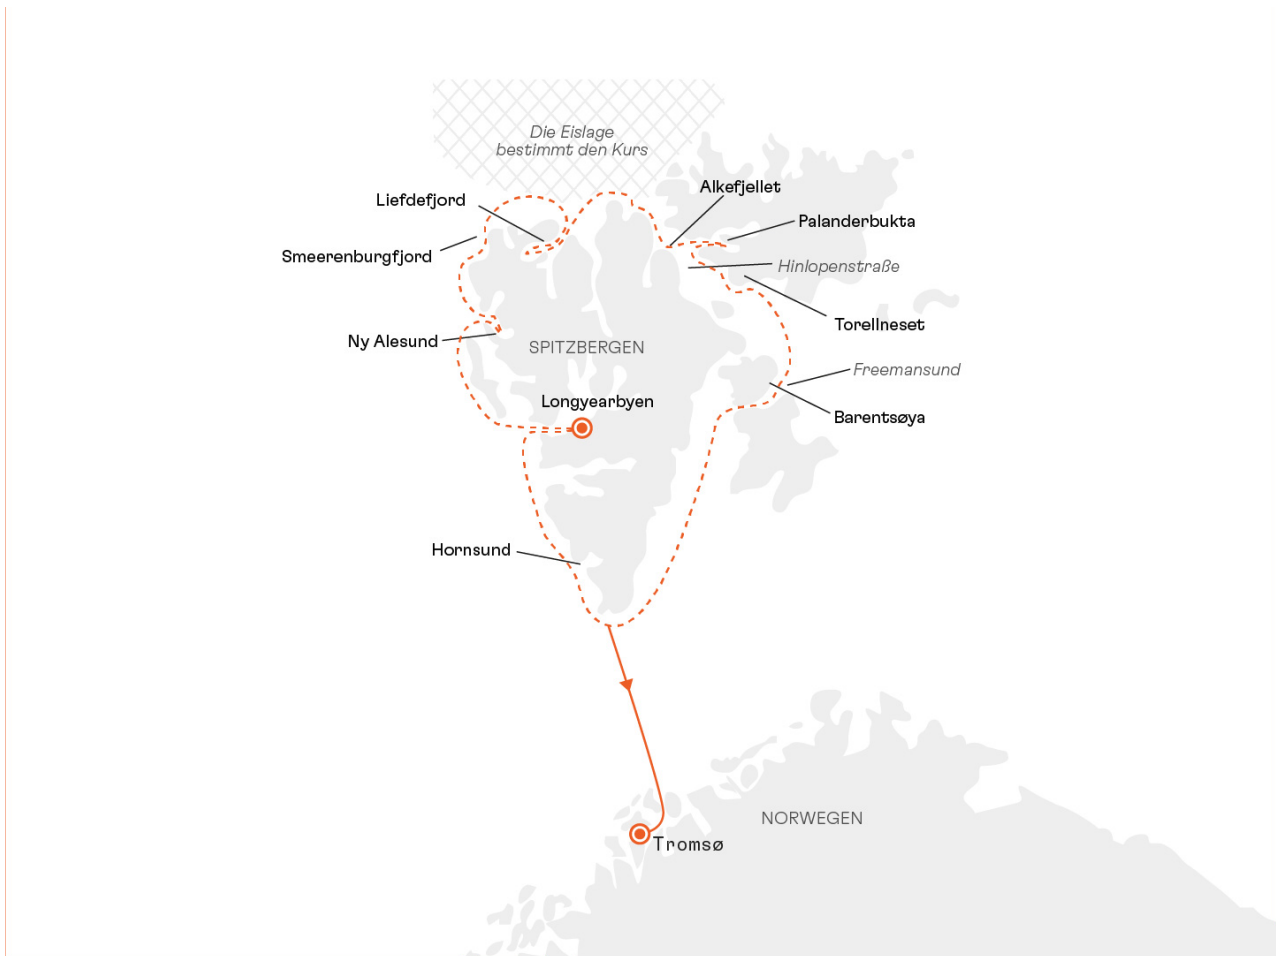 Die Eislage
bestimmt den Kurs
Alkefjellet
Liefdefjord
Palanderbukta
Smeerenburgfjord
Hinlopenstraße
Torellneset
Ny Alesund
SPITZBERGEN
Freemansund
Longyearbyen
Barentsøya
Hornsund
NORWEGEN
Tromsø